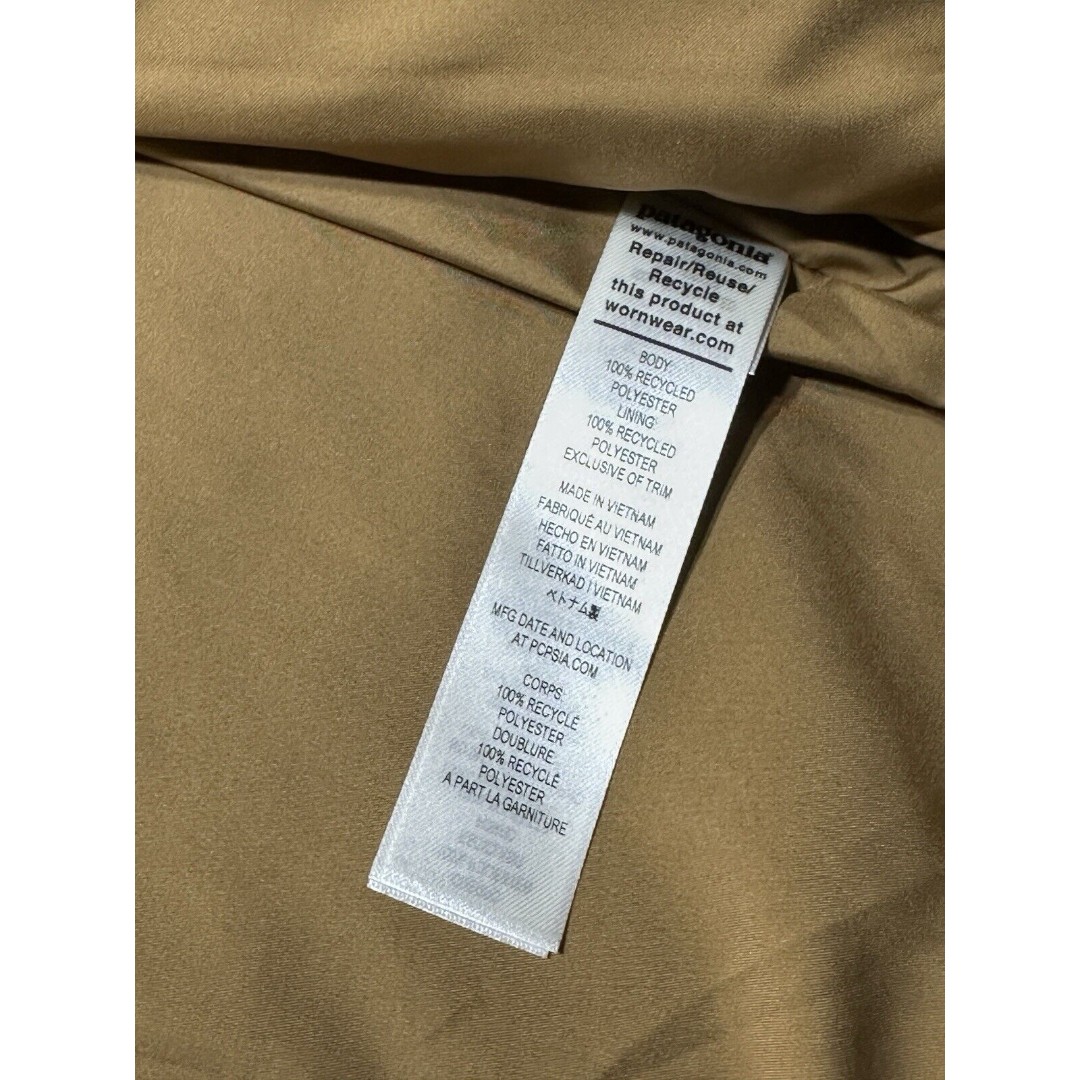 patagonia
www.patagonia.com
Repair/Reuse/
Recycle
this product at
wornwear.com
BODY:
100% RECYCLED
POLYESTER
LINING:
100% RECYCLED
POLYESTER
EXCLUSIVE OF TRIM
MADE IN VIETNAM
FABRIQUÉ AU VIETNAM
HECHO EN VIETNAM
FATTO IN VIETNAM
TILLVERKAD I VIETNAM
ベトナム製
MFG DATE AND LOCATION
AT PCPSIA.COM
CORPS:
100% RECYCLÉ
POLYESTER
DOUBLURE:
100% RECYCLÉ
POLYESTER
A PART LA GARNITURE